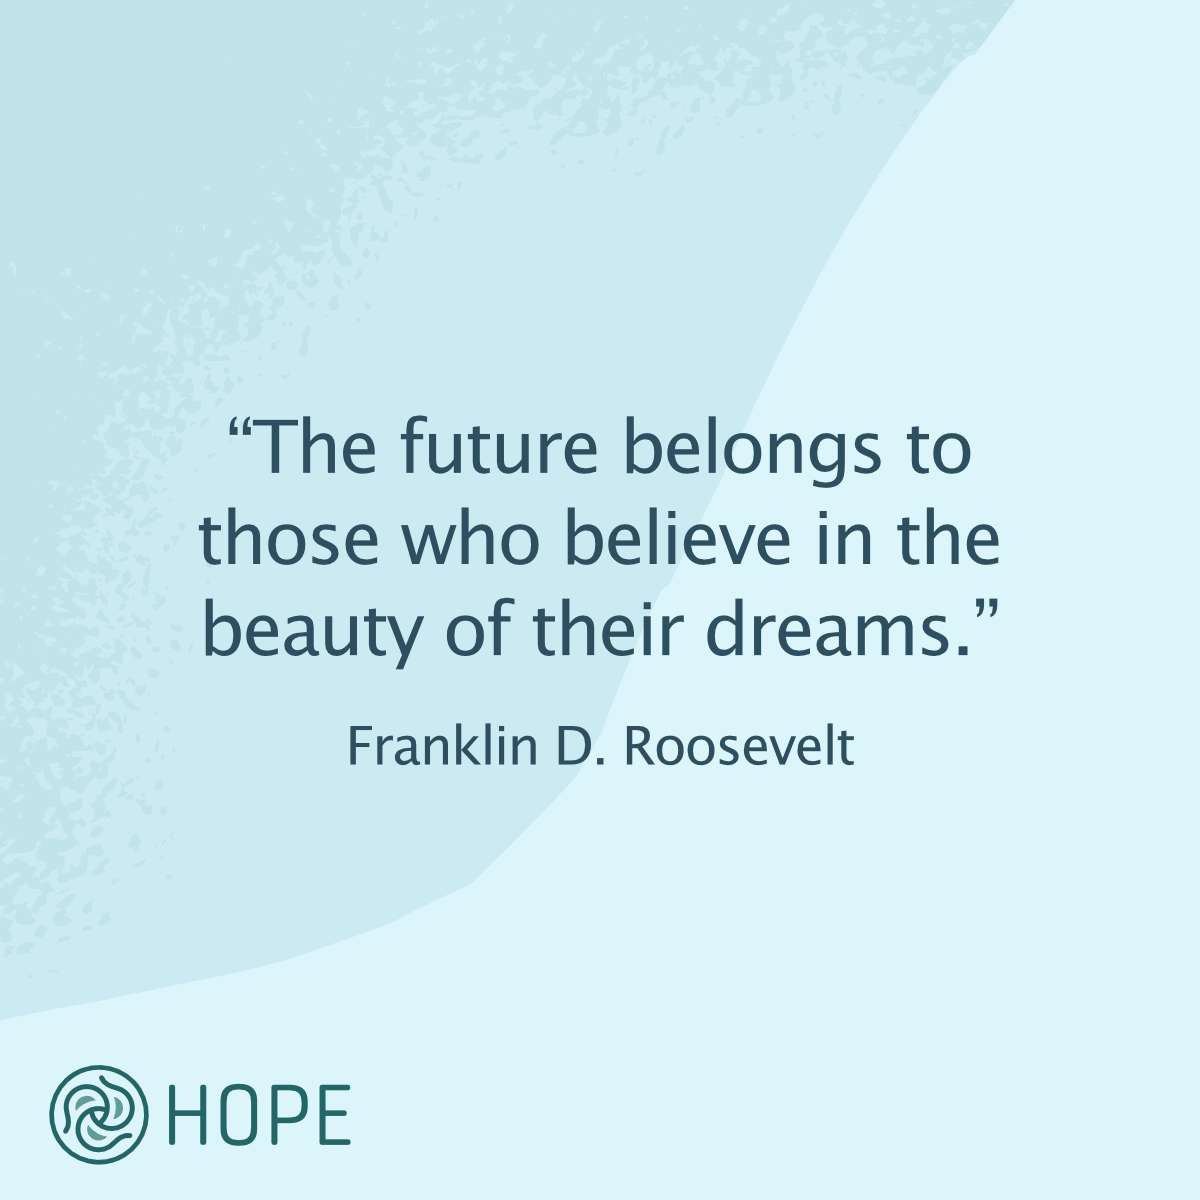 “The future belongs to
those who believe in the
beauty of their dreams.”
Franklin D. Roosevelt
HOPE